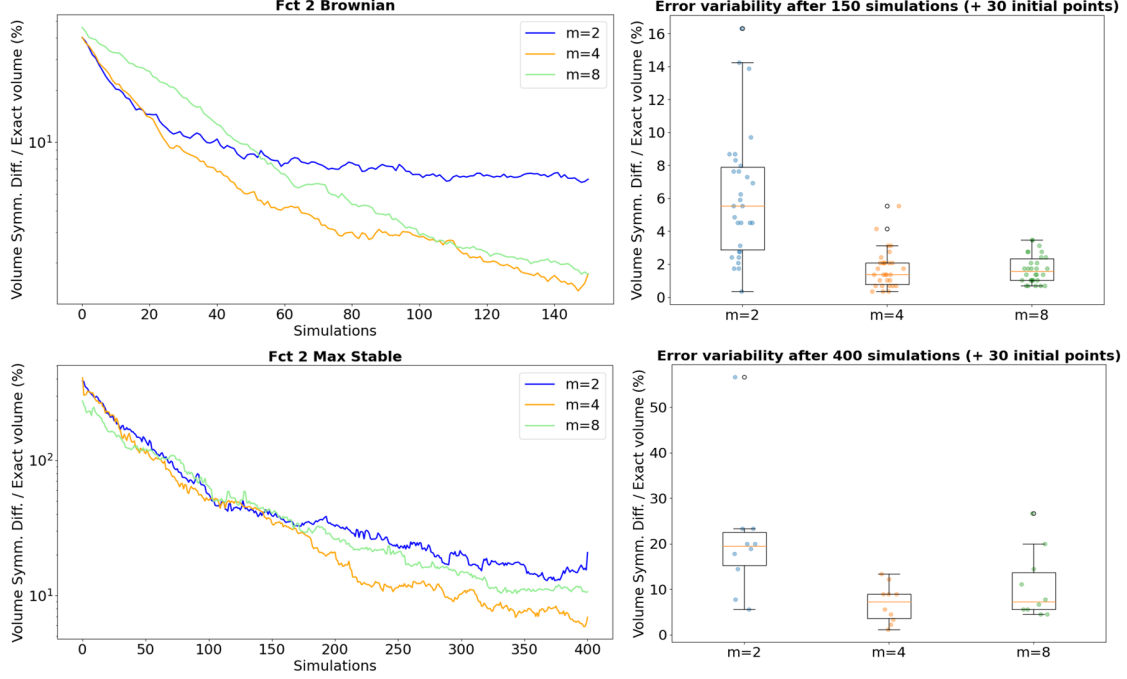 Fct 2 Brownian
Volume Symm. Diff. / Exact volume (%)
10¹
m=2
m=4
m=8
0 20 40 60 80 100 120 140
Simulations
Error variability after 150 simulations (+ 30 initial points)
Volume Symm. Diff. / Exact volume (%)
16
14
12
10
8
6
4
2
0
m=2 m=4 m=8
Fct 2 Max Stable
Volume Symm. Diff. / Exact volume (%)
10²
10¹
m=2
m=4
m=8
0 50 100 150 200 250 300 350 400
Simulations
Error variability after 400 simulations (+ 30 initial points)
Volume Symm. Diff. / Exact volume (%)
50
40
30
20
10
0
m=2 m=4 m=8